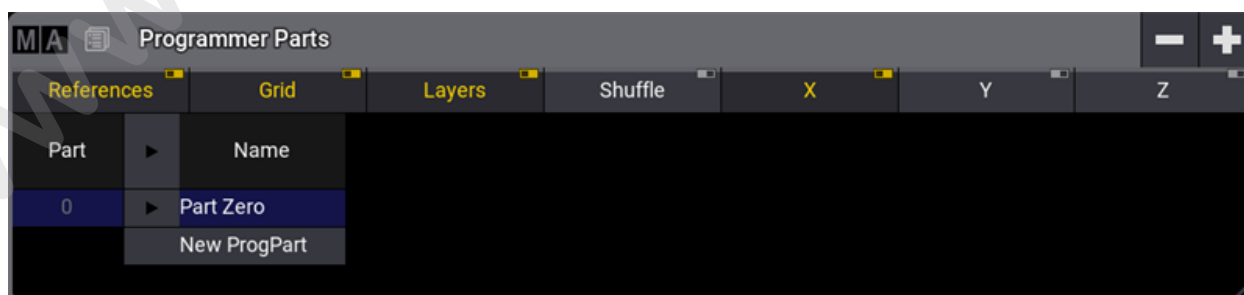 MA Programmer Parts
References Grid Layers Shuffle X Y Z
Part Name
0 Part Zero
New ProgPart